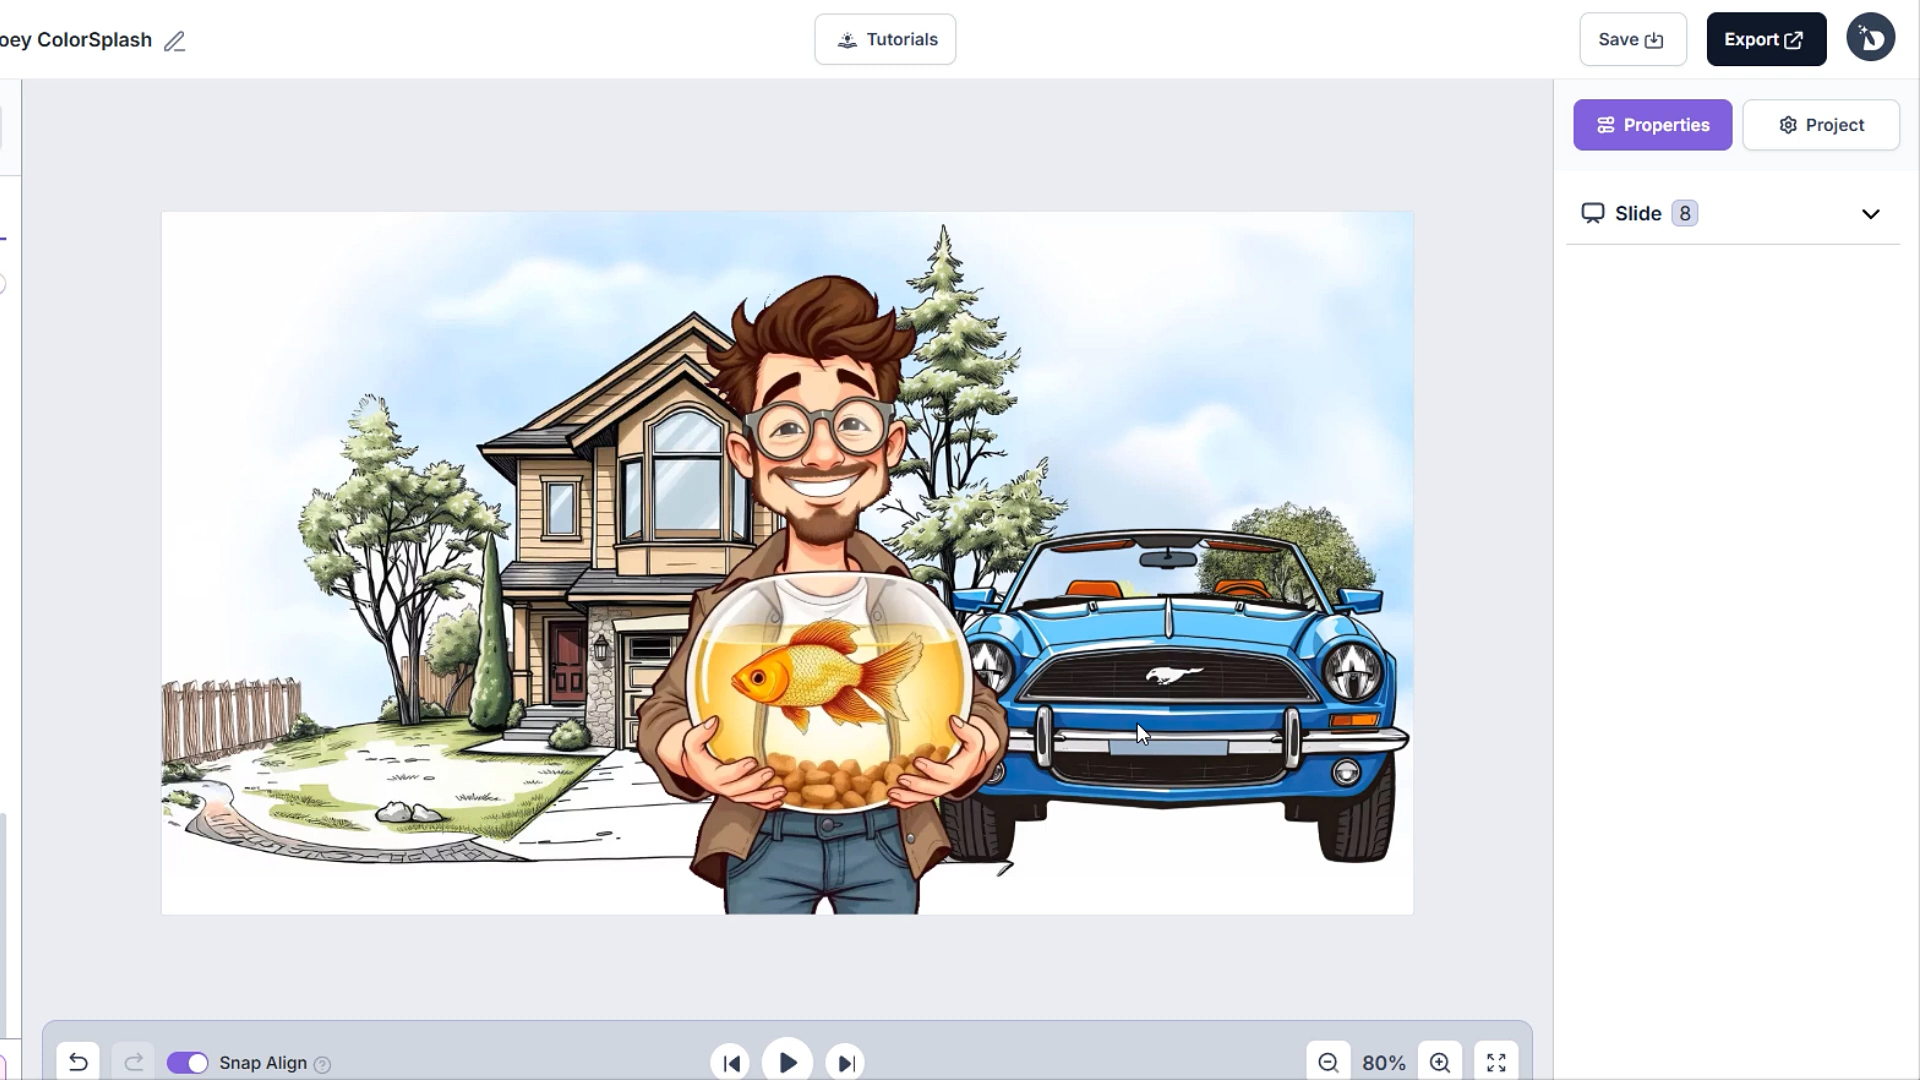 oey ColorSplash
Tutorials
Save
Export
Properties
Project
Slide 8
Snap Align
80%